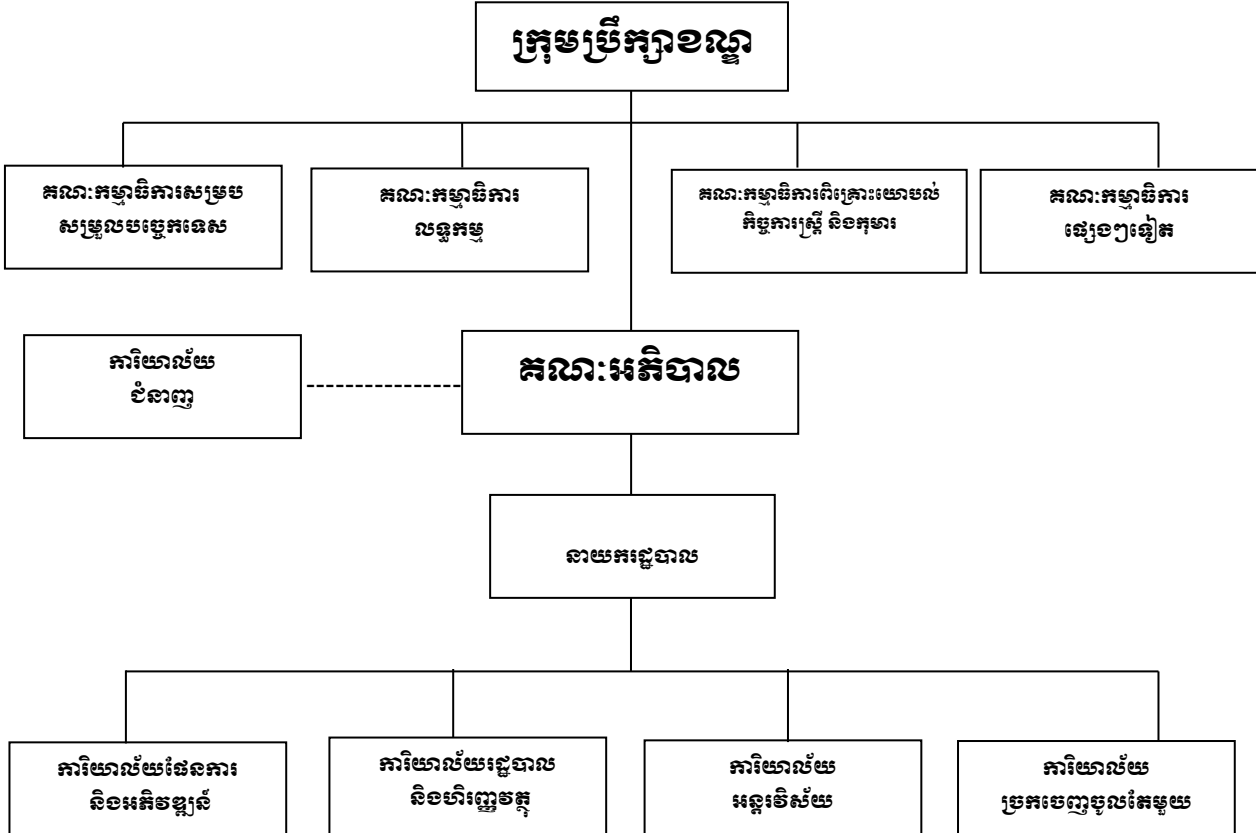 ក្រុមប្រឹក្សាខណ្ឌ
គណៈកម្មាធិការសម្រប
សម្រួលបច្ចេកទេស
គណៈកម្មាធិការ
លទ្ធកម្ម
គណៈកម្មាធិការពិគ្រោះយោបល់
កិច្ចការស្ត្រី និងកុមារ
គណៈកម្មាធិការ
ផ្សេងៗទៀត
ការិយាល័យ
ជំនាញ
គណៈអភិបាល
នាយករដ្ឋបាល
ការិយាល័យផែនការ
និងអភិវឌ្ឍន៍
ការិយាល័យរដ្ឋបាល
និងហិរញ្ញវត្ថុ
ការិយាល័យ
អន្តរវិស័យ
ការិយាល័យ
ច្រកចេញចូលតែមួយ